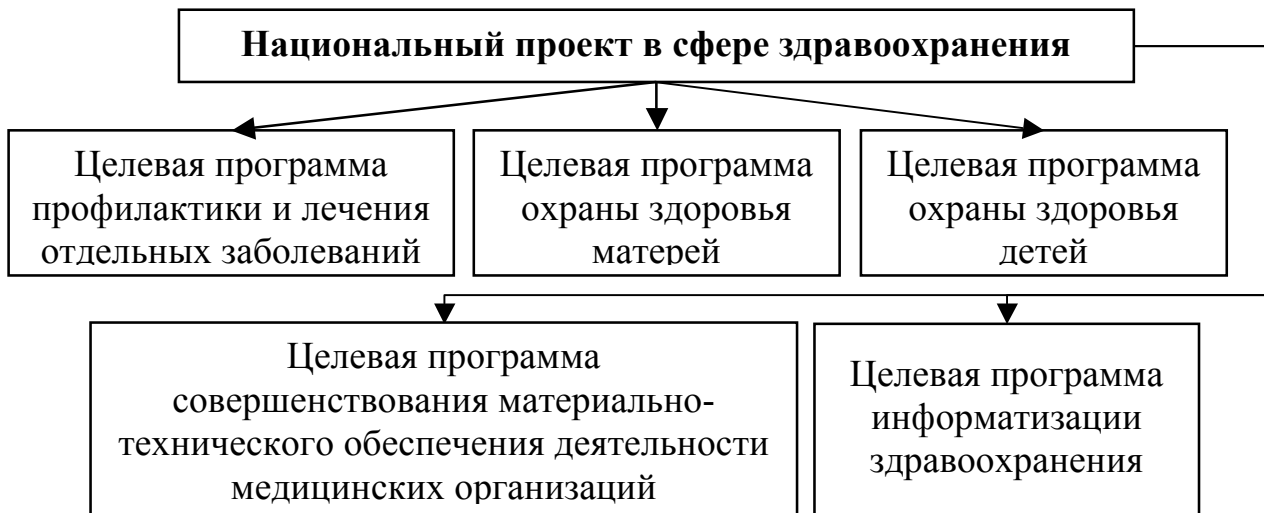 Национальный проект в сфере здравоохранения
Целевая программа
профилактики и лечения
отдельных заболеваний
Целевая программа
охраны здоровья
матерей
Целевая программа
охраны здоровья
детей
Целевая программа
совершенствования материально-
технического обеспечения деятельности
медицинских организаций
Целевая программа
информатизации
здравоохранения